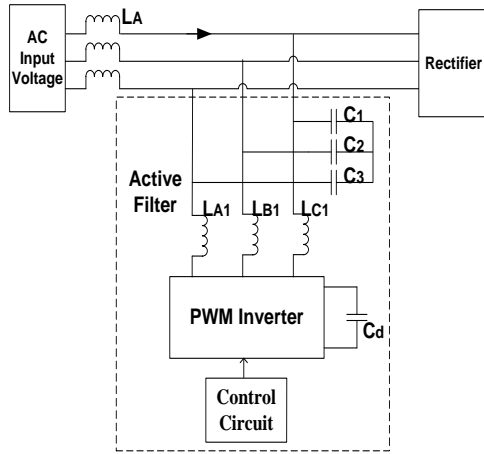 AC
Input
Voltage
LA
Rectifier
C1
C2
C3
Active
Filter
LA1
LB1
LC1
PWM Inverter
Cd
Control
Circuit